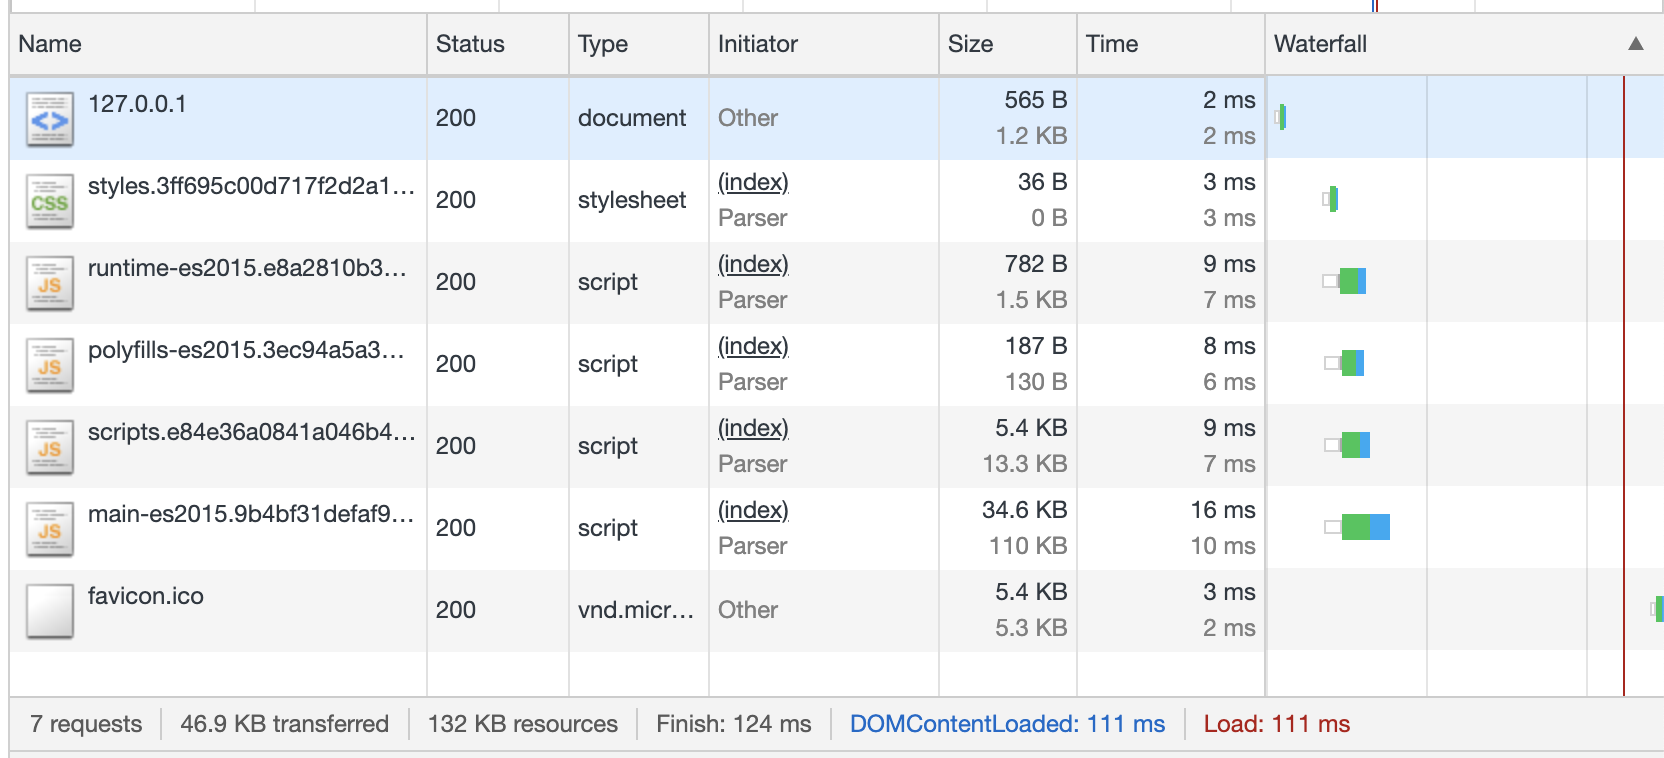 Name Status Type Initiator Size Time Waterfall ▲
127.0.0.1 200 document Other 565 B 2 ms
1.2 KB 2 ms
styles.3ff695c00d717f2d2a1... 200 stylesheet (index) 36 B 3 ms
Parser 0 B 3 ms
runtime-es2015.e8a2810b3... 200 script (index) 782 B 9 ms
Parser 1.5 KB 7 ms
polyfills-es2015.3ec94a5a3... 200 script (index) 187 B 8 ms
Parser 130 B 6 ms
scripts.e84e36a0841a046b4... 200 script (index) 5.4 KB 9 ms
Parser 13.3 KB 7 ms
main-es2015.9b4bf31defaf9... 200 script (index) 34.6 KB 16 ms
Parser 110 KB 10 ms
favicon.ico 200 vnd.micr... Other 5.4 KB 3 ms
5.3 KB 2 ms
7 requests 46.9 KB transferred 132 KB resources Finish: 124 ms DOMContentLoaded: 111 ms Load: 111 ms
CSS
JS
JS
JS
JS